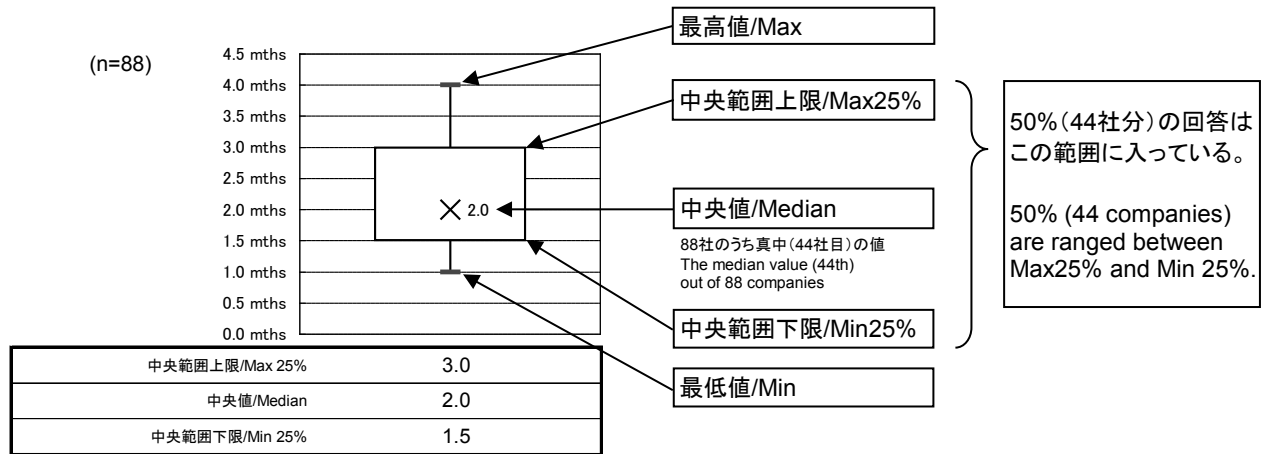 (n=88)
4.5 mths
4.0 mths
3.5 mths
3.0 mths
2.5 mths
2.0 mths
1.5 mths
1.0 mths
0.5 mths
0.0 mths
2.0
最高値/Max
中央範囲上限/Max25%
中央値/Median
88社のうち真中(44社目)の値
The median value (44th)
out of 88 companies
中央範囲下限/Min25%
最低値/Min
50%(44社分)の回答は
この範囲に入っている。
50% (44 companies)
are ranged between
Max25% and Min 25%.
中央範囲上限/Max 25% 3.0
中央値/Median 2.0
中央範囲下限/Min 25% 1.5